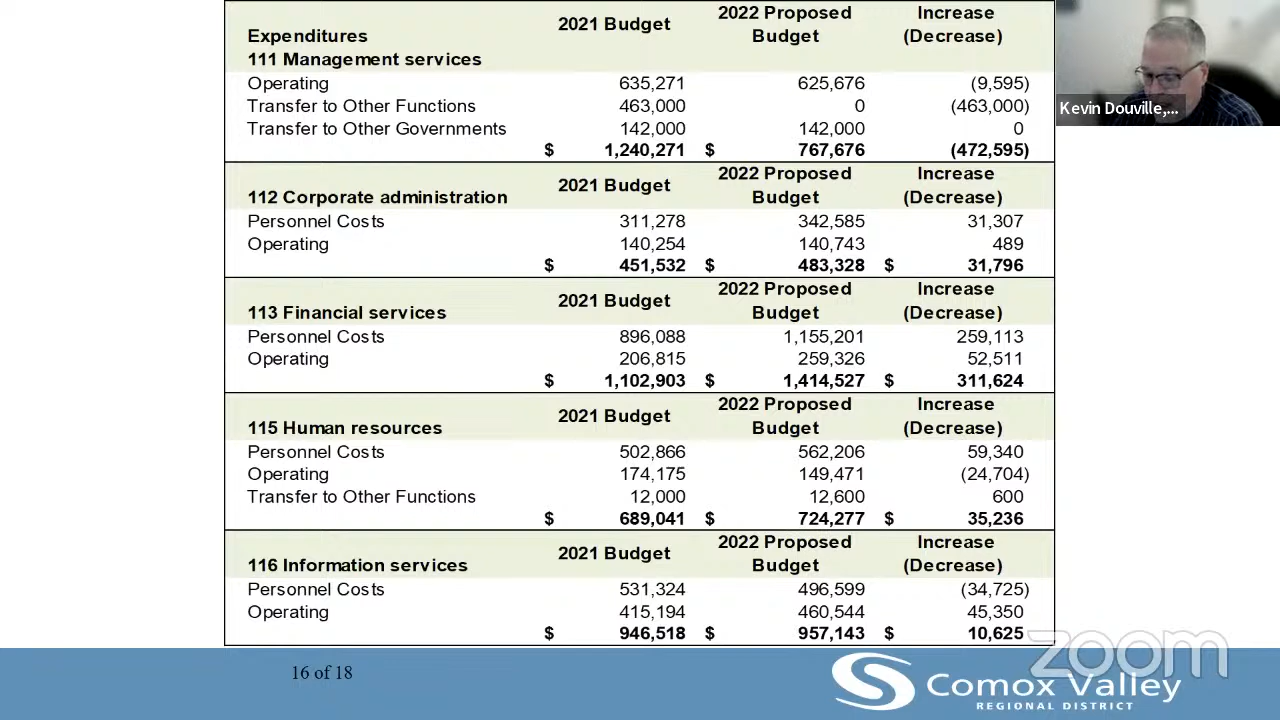 Expenditures 2021 Budget 2022 Proposed Budget Increase (Decrease)
111 Management services
Operating 635,271 625,676 (9,595)
Transfer to Other Functions 463,000 0 (463,000)
Transfer to Other Governments 142,000 142,000 0
$ 1,240,271 $ 767,676 (472,595)
112 Corporate administration 2021 Budget 2022 Proposed Budget Increase (Decrease)
Personnel Costs 311,278 342,585 31,307
Operating 140,254 140,743 489
$ 451,532 $ 483,328 $ 31,796
113 Financial services 2021 Budget 2022 Proposed Budget Increase (Decrease)
Personnel Costs 896,088 1,155,201 259,113
Operating 206,815 259,326 52,511
$ 1,102,903 $ 1,414,527 $ 311,624
115 Human resources 2021 Budget 2022 Proposed Budget Increase (Decrease)
Personnel Costs 502,866 562,206 59,340
Operating 174,175 149,471 (24,704)
Transfer to Other Functions 12,000 12,600 600
$ 689,041 $ 724,277 $ 35,236
116 Information services 2021 Budget 2022 Proposed Budget Increase (Decrease)
Personnel Costs 531,324 496,599 (34,725)
Operating 415,194 460,544 45,350
$ 946,518 $ 957,143 $ 10,625
Kevin Douville,...
16 of 18
zoom
Comox Valley
REGIONAL DISTRICT